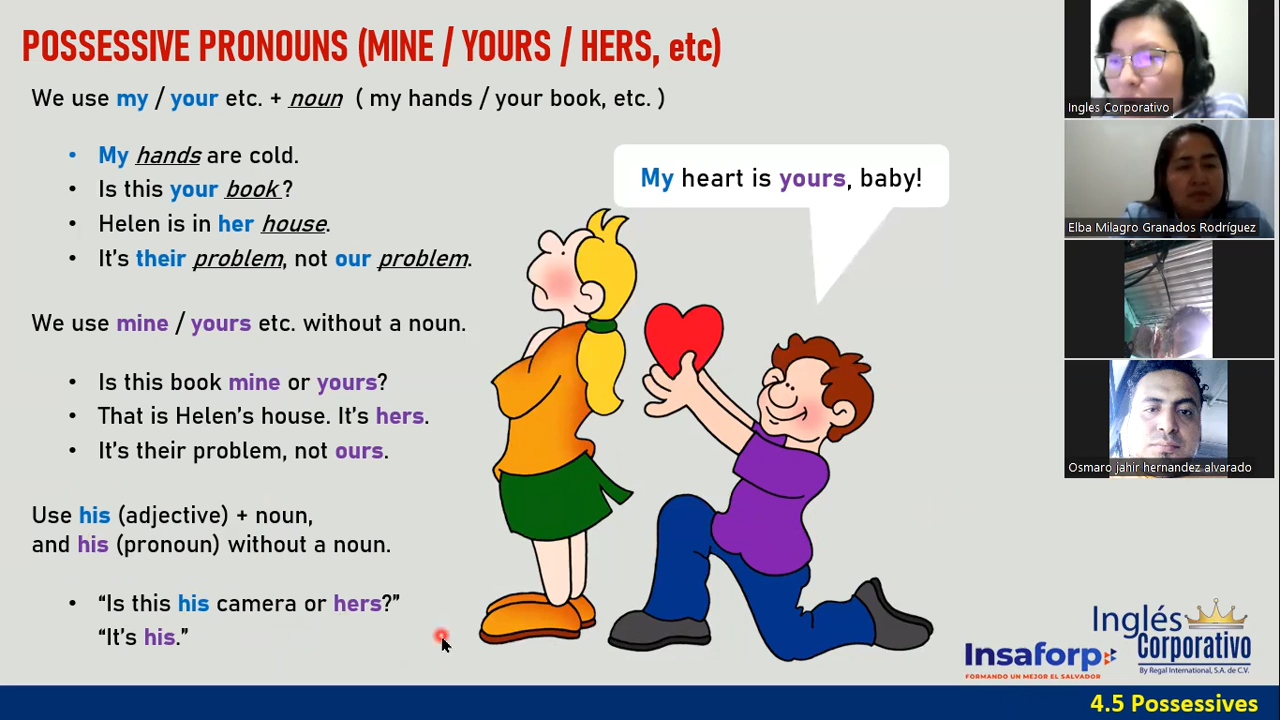 POSSESSIVE PRONOUNS (MINE / YOURS / HERS, etc)
We use my / your etc. + noun ( my hands / your book, etc. )
• My hands are cold.
• Is this your book ?
• Helen is in her house.
• It's their problem, not our problem.
We use mine / yours etc. without a noun.
• Is this book mine or yours?
• That is Helen's house. It's hers.
• It's their problem, not ours.
Use his (adjective) + noun,
and his (pronoun) without a noun.
• “Is this his camera or hers?”
“It's his.”
My heart is yours, baby!
Ingles Corporativo
Elba Milagro Granados Rodríguez
Osmaro jahir hernandez alvarado
Insaforp
FORMANDO UN MEJOR EL SALVADOR
Inglés
Corporativo
By Regal International, S.A. de C.V.
4.5 Possessives